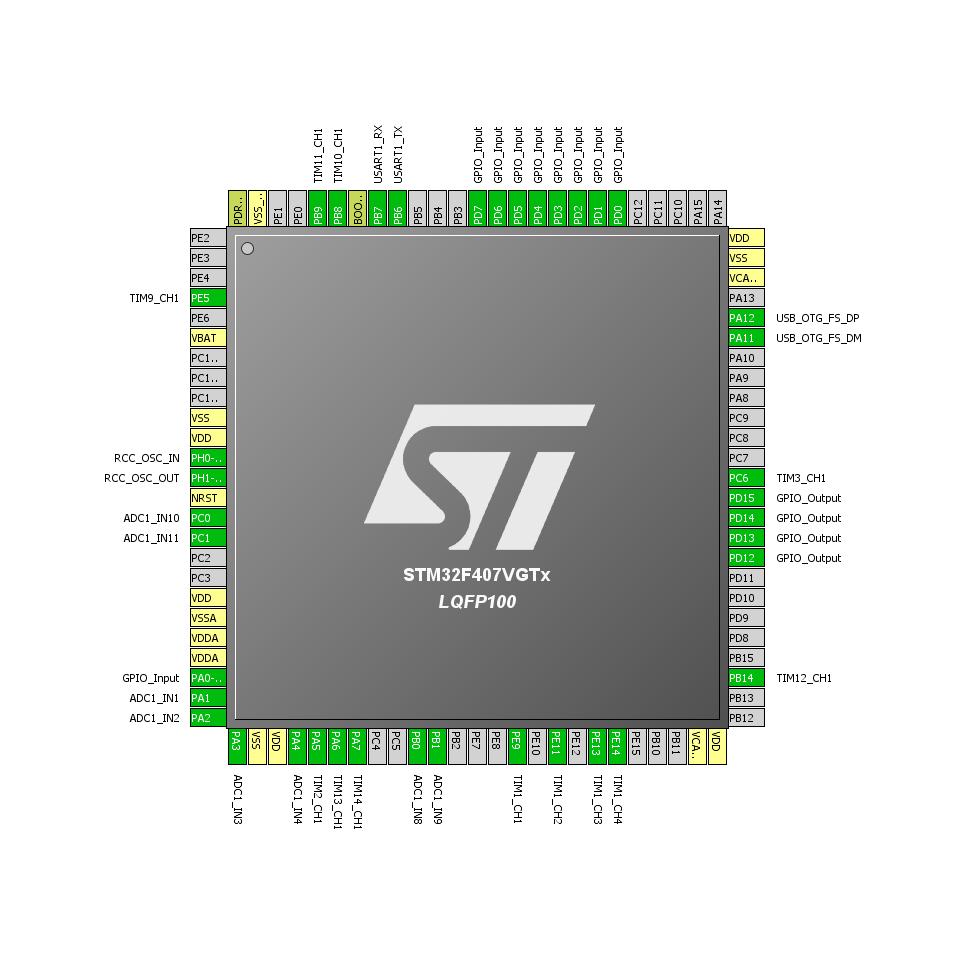 TIM11_CH1
TIM10_CH1
USART1_RX
USART1_TX
GPIO_Input
GPIO_Input
GPIO_Input
GPIO_Input
GPIO_Input
GPIO_Input
GPIO_Input
GPIO_Input
PDR..
VSS..
PE1
PE0
PB9
PB8
BOO..
PB7
PB6
PB5
PB4
PB3
PD7
PD6
PD5
PD4
PD3
PD2
PD1
PD0
PC12
PC11
PC10
PA15
PA14
PE2
PE3
PE4
TIM9_CH1 PE5
PE6
VBAT
PC1..
PC1..
PC1..
VSS
VDD
RCC_OSC_IN PH0-..
RCC_OSC_OUT PH1-..
NRST
ADC1_IN10 PC0
ADC1_IN11 PC1
PC2
PC3
VDD
VSSA
VDDA
VDDA
GPIO_Input PA0-..
ADC1_IN1 PA1
ADC1_IN2 PA2
ST
STM32F407VGTx
LQFP100
VDD
VSS
VCA..
PA13
PA12 USB_OTG_FS_DP
PA11 USB_OTG_FS_DM
PA10
PA9
PA8
PC9
PC8
PC7
PC6 TIM3_CH1
PD15 GPIO_Output
PD14 GPIO_Output
PD13 GPIO_Output
PD12 GPIO_Output
PD11
PD10
PD9
PD8
PB15
PB14 TIM12_CH1
PB13
PB12
PA3
VSS
VDD
PA4
PA5
PA6
PA7
PC4
PC5
PB0
PB1
PB2
PE7
PE8
PE9
PE10
PE11
PE12
PE13
PE14
PE15
PB10
PB11
VCA..
VDD
ADC1_IN3
ADC1_IN4
TIM2_CH1
TIM13_CH1
TIM14_CH1
ADC1_IN8
ADC1_IN9
TIM1_CH1
TIM1_CH2
TIM1_CH3
TIM1_CH4